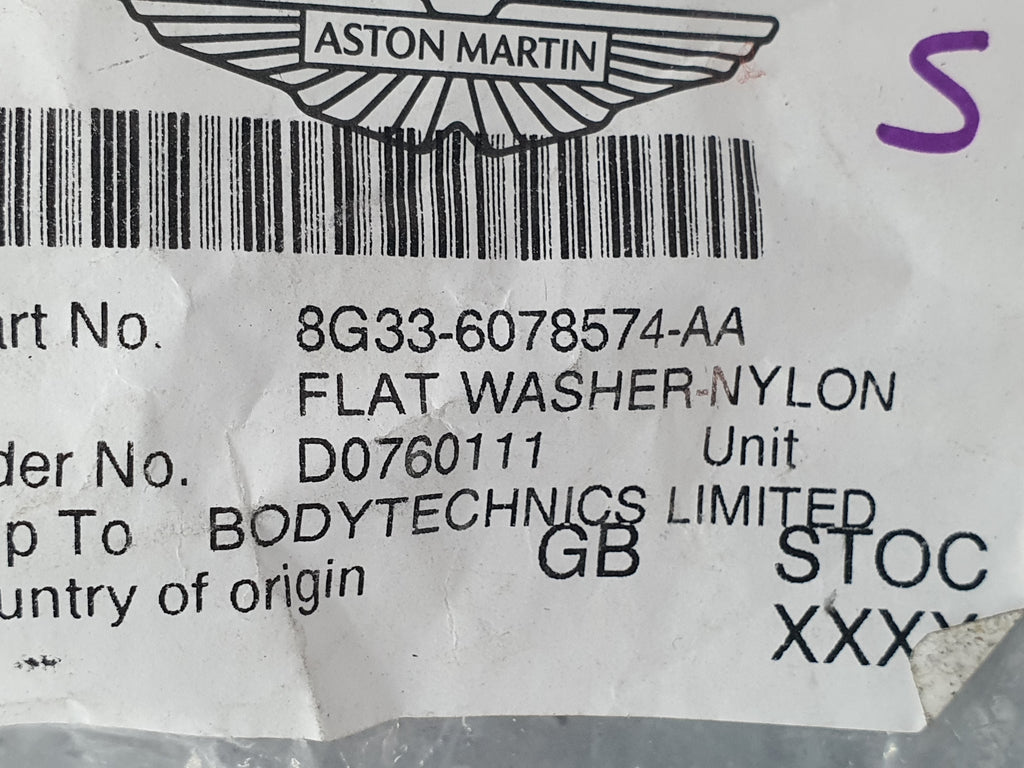 ASTON MARTIN
S
art No. 8G33-6078574-AA
FLAT WASHER-NYLON
der No. D0760111 Unit
p To BODYTECHNICS LIMITED
untry of origin GB STOC
XXXX